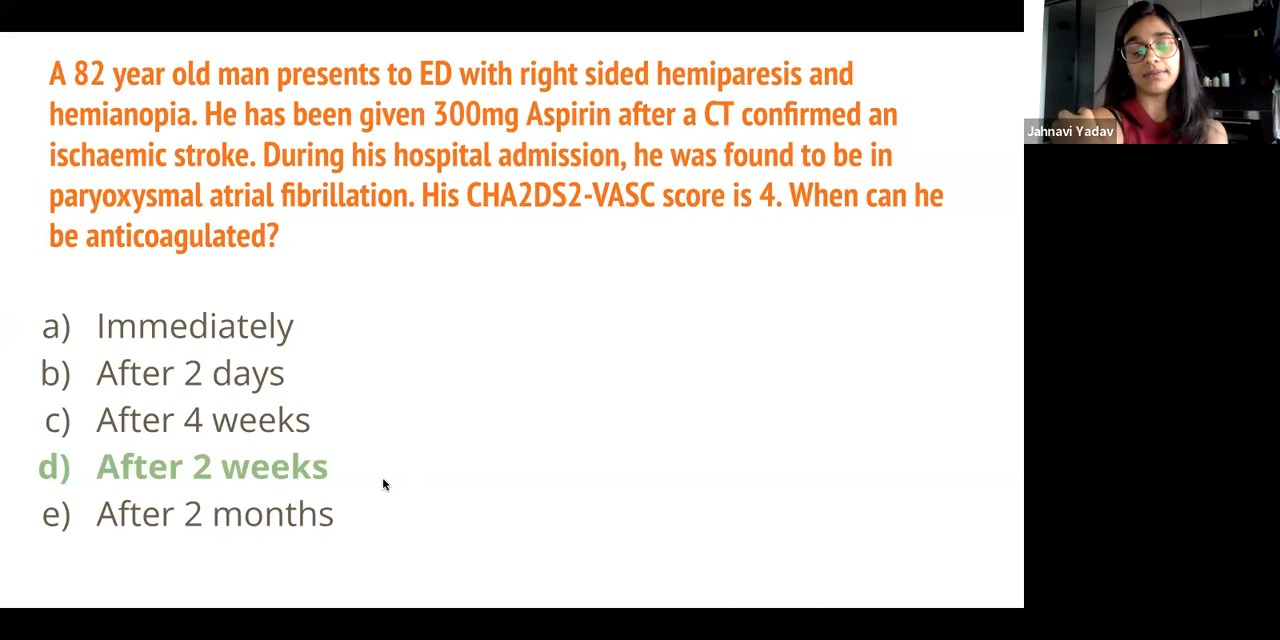 A 82 year old man presents to ED with right sided hemiparesis and
hemianopia. He has been given 300mg Aspirin after a CT confirmed an
ischaemic stroke. During his hospital admission, he was found to be in
paryoxysmal atrial fibrillation. His CHA2DS2-VASC score is 4. When can he
be anticoagulated?
a) Immediately
b) After 2 days
c) After 4 weeks
d) After 2 weeks
e) After 2 months
Jahnavi Yadav